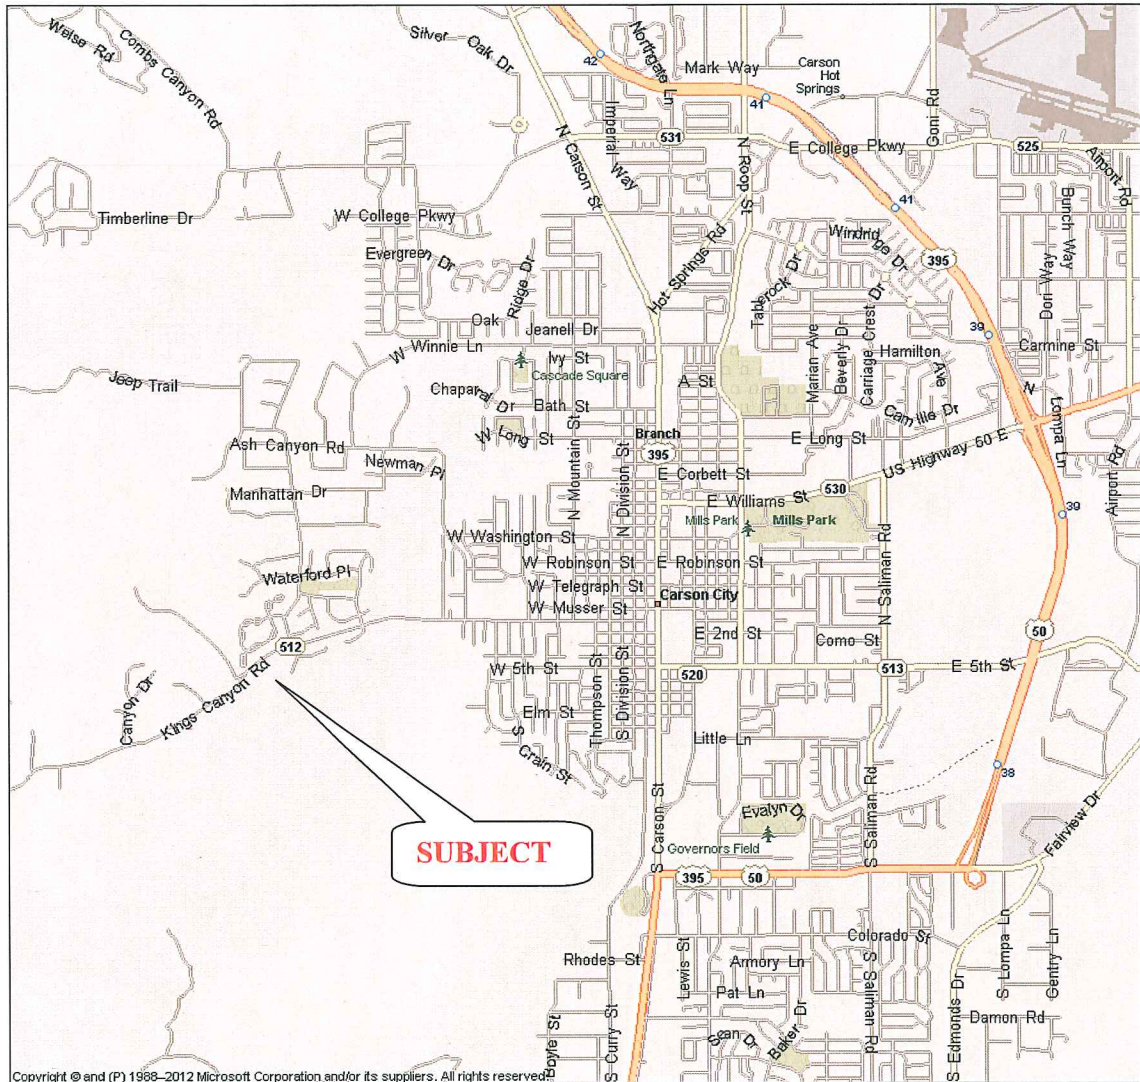 Weise Rd
Combs Canyon Rd
Silver Oak Dr
Northgate Ln
42
Mark Way
Carson
Hot
Springs
41
Goni Rd
Imperial Way
531
N Carson St
N Roop St
E College Pkwy
525
Airport Rd
Timberline Dr
W College Pkwy
41
Bunch Way
Evergreen Dr
Windridge Dr
395
Hot Springs Rd
Dori Way
Ridge Dr
Oak
Jeanell Dr
Table rock Dr
39
W Winnie Ln
Ivy St
Marian Ave
Beverly Dr
Carriage Crest Dr
Hamilton
Ave
Carmine St
Jeep Trail
Cascade Square
A St
Chaparal Dr
Bath St
N Lompa Ln
Camille Dr
W Long St
Branch
E Long St
Ash Canyon Rd
395
US Highway 60 E
Newman Pl
N Mountain St
N Division St
E Corbett St
Airport Rd
Manhattan Dr
530
E Williams St
39
Mills Park
Mills Park
W Washington St
N Saliman Rd
W Robinson St
E Robinson St
Waterford Pl
W Telegraph St
Carson City
W Musser St
50
E 2nd St
Como St
512
W 5th St
520
513
E 5th St
Canyon Dr
Kings Canyon Rd
Thompson St
S Division St
Elm St
S Crain St
Little Ln
38
S Carson St
S Saliman Rd
Evalyn Dr
Fairview Dr
SUBJECT
Governors Field
395
50
Colorado St
Rhodes St
Lewis St
Armory Ln
S Saliman Rd
S Lompa Ln
Gentry Ln
Pat Ln
Baker Dr
Sean Dr
S Edmonds Dr
Damon Rd
Boyle St
S Curry St
Copyright © and (P) 1988–2012 Microsoft Corporation and/or its suppliers. All rights reserved.